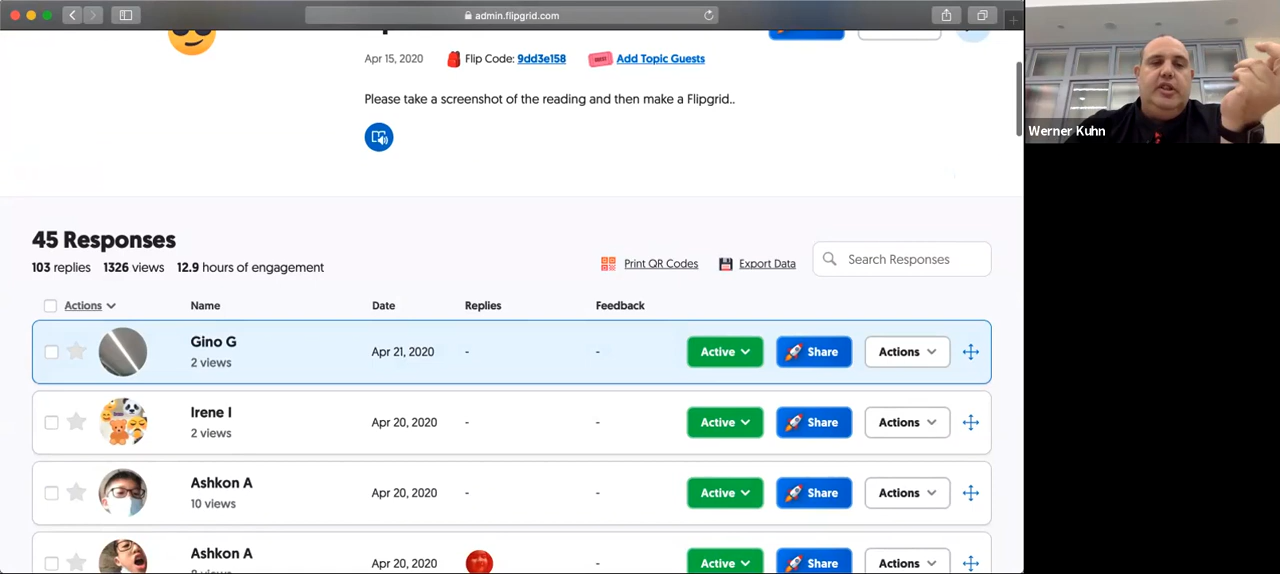 admin.flipgrid.com
Apr 15, 2020 Flip Code: 9dd3e158 Add Topic Guests
Please take a screenshot of the reading and then make a Flipgrid..
Werner Kuhn
45 Responses
103 replies 1326 views 12.9 hours of engagement
Print QR Codes Export Data Search Responses
Actions Name Date Replies Feedback
Gino G
2 views
Apr 21, 2020 - - Active Share Actions
Irene I
2 views
Apr 20, 2020 - - Active Share Actions
Ashkon A
10 views
Apr 20, 2020 - - Active Share Actions
Ashkon A
Apr 20, 2020 - Active Share Actions